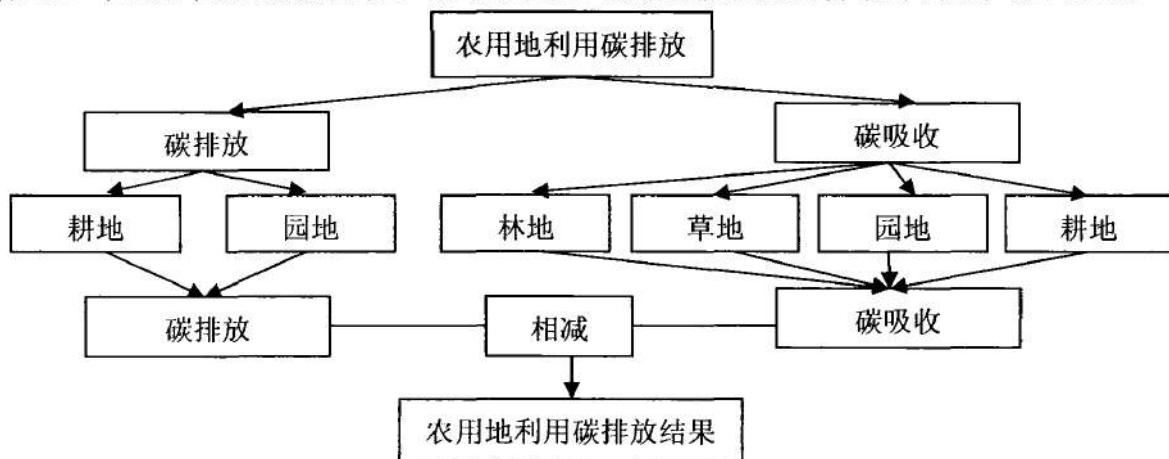 农用地利用碳排放
碳排放
碳吸收
耕地
园地
林地
草地
园地
耕地
碳排放
相减
碳吸收
农用地利用碳排放结果